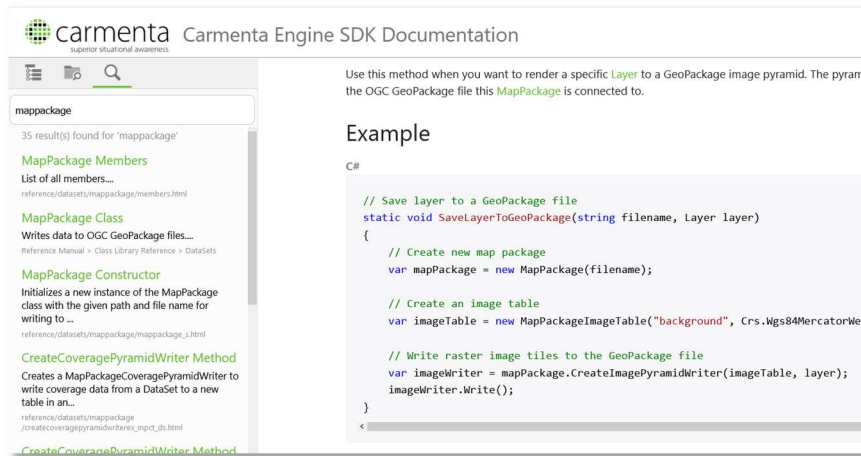 carmenta
superior situational awareness
Carmenta Engine SDK Documentation
mappackage
35 result(s) found for 'mappackage'
MapPackage Members
List of all members....
reference/datasets/mappackage/members.html
MapPackage Class
Writes data to OGC GeoPackage files....
Reference Manual > Class Library Reference > DataSets
MapPackage Constructor
Initializes a new instance of the MapPackage
class with the given path and file name for
writing to ...
reference/datasets/mappackage/mappackage_s.html
CreateCoveragePyramidWriter Method
Creates a MapPackageCoveragePyramidWriter to
write coverage data from a DataSet to a new
table in an...
reference/datasets/mappackage
/createcoveragepyramidwriterex_mpct_ds.html
CreateCoveragePyramidWriter Method
Use this method when you want to render a specific Layer to a GeoPackage image pyramid. The pyram
the OGC GeoPackage file this MapPackage is connected to.
Example
C#
// Save layer to a GeoPackage file
static void SaveLayerToGeoPackage(string filename, Layer layer)
{
// Create new map package
var mapPackage = new MapPackage(filename);
// Create an image table
var imageTable = new MapPackageImageTable("background", Crs.Wgs84MercatorWe
// Write raster image tiles to the GeoPackage file
var imageWriter = mapPackage.CreateImagePyramidWriter(imageTable, layer);
imageWriter.Write();
}